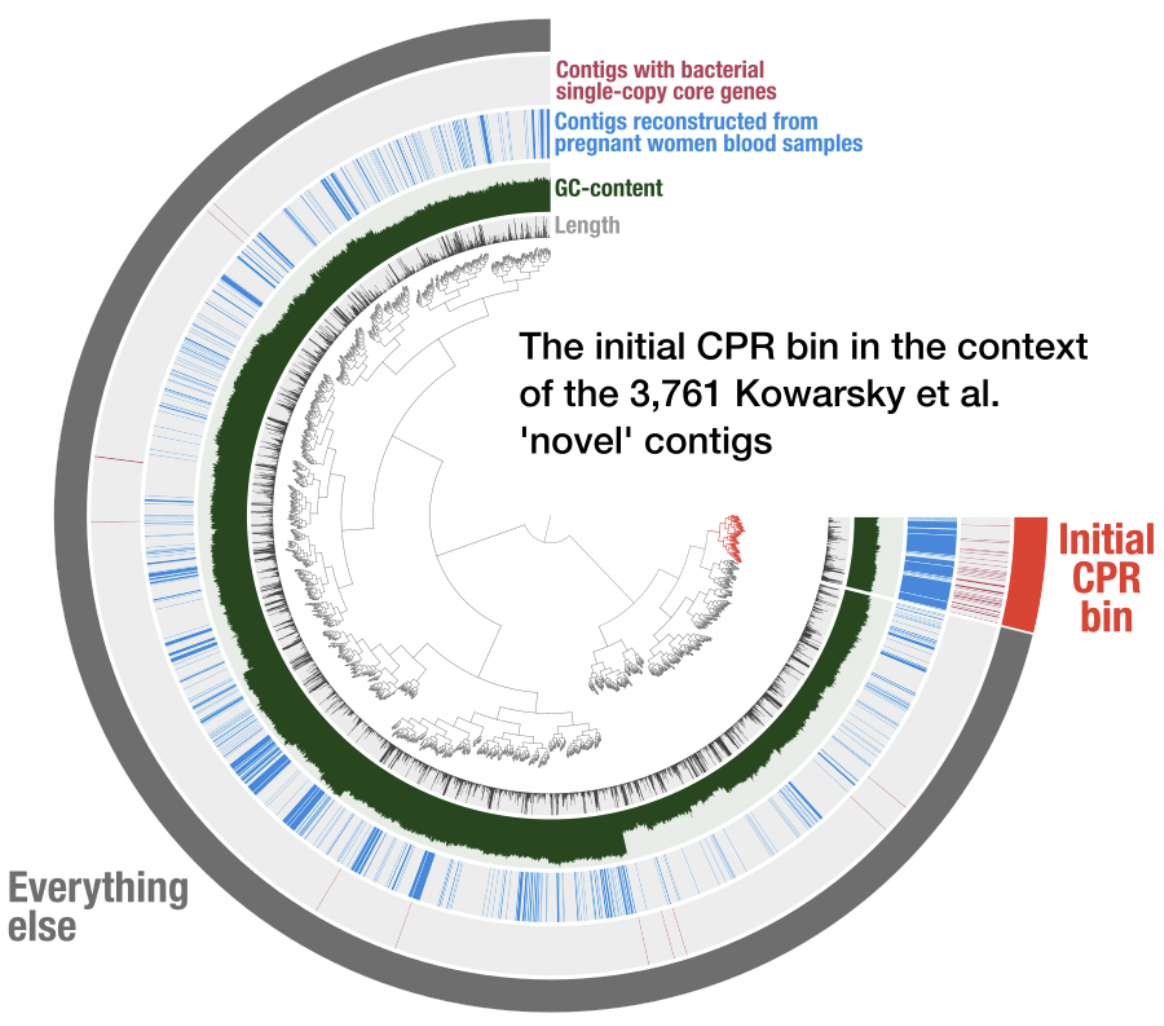 Contigs with bacterial
single-copy core genes
Contigs reconstructed from
pregnant women blood samples
GC-content
Length
The initial CPR bin in the context
of the 3,761 Kowarsky et al.
'novel' contigs
Initial
CPR
bin
Everything
else